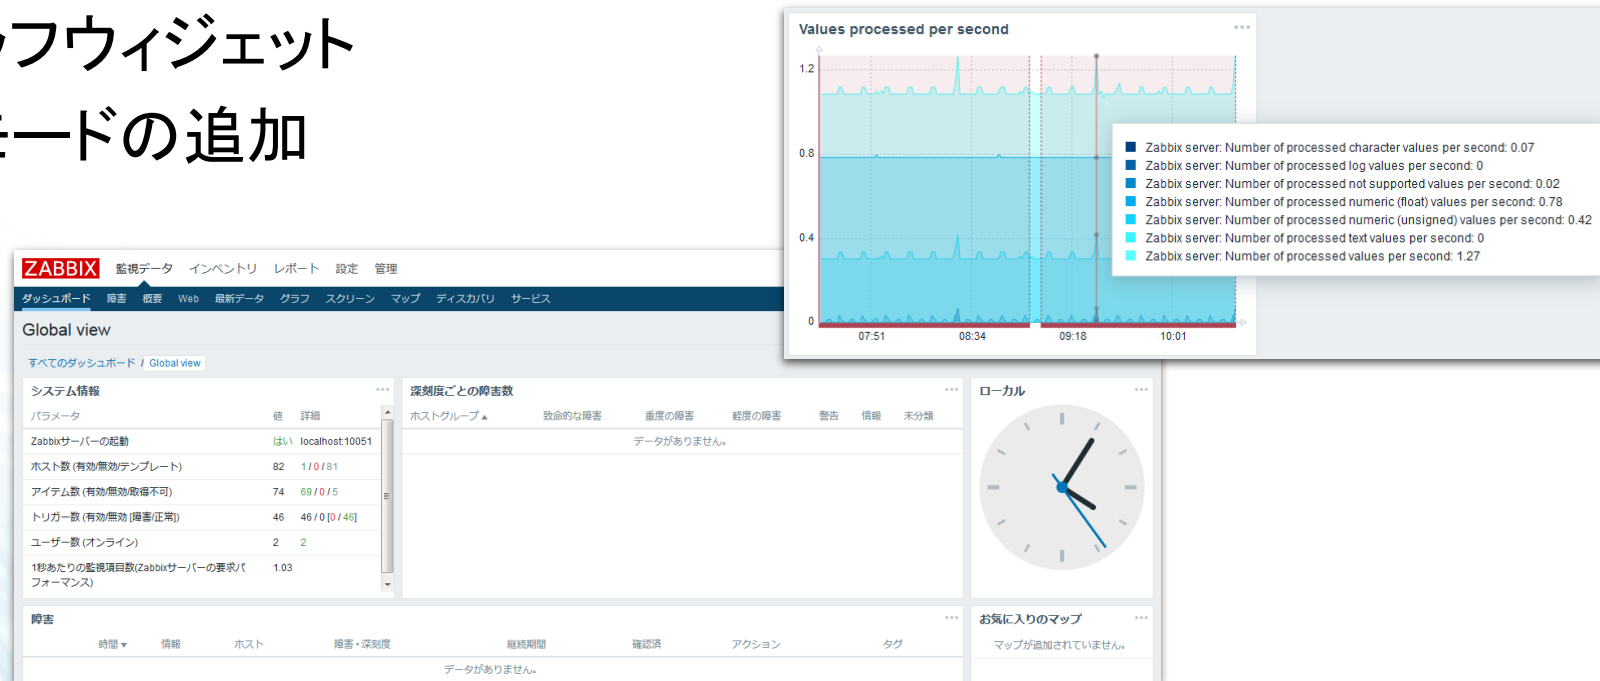 フウィジェット
ードの追加
Values processed per second
1.2
0.8
0.4
0
07:51 08:34 09:18 10:01
Zabbix server: Number of processed character values per second: 0.07
Zabbix server: Number of processed log values per second: 0
Zabbix server: Number of processed not supported values per second: 0.02
Zabbix server: Number of processed numeric (float) values per second: 0.78
Zabbix server: Number of processed numeric (unsigned) values per second: 0.42
Zabbix server: Number of processed text values per second: 0
Zabbix server: Number of processed values per second: 1.27
ZABBIX 監視データ インベントリ レポート 設定 管理
ダッシュボード 障害 概要 Web 最新データ グラフ スクリーン マップ ディスカバリ サービス
Global view
すべてのダッシュボード / Global view
システム情報
パラメータ 値 詳細
Zabbixサーバーの起動 はい localhost:10051
ホスト数 (有効/無効/テンプレート) 82 1 / 0 / 81
アイテム数 (有効/無効/取得不可) 74 69 / 0 / 5
トリガー数 (有効/無効 [障害/正常]) 46 46 / 0 [0 / 46]
ユーザー数 (オンライン) 2 2
1秒あたりの監視項目数(Zabbixサーバーの要求パ 1.03
フォーマンス)
深刻度ごとの障害数
ホストグループ▲ 致命的な障害 重度の障害 軽度の障害 警告 情報 未分類
データがありません。
ローカル
障害
時間▼ 情報 ホスト 障害・深刻度 継続期間 確認済 アクション タグ
データがありません。
お気に入りのマップ
マップが追加されていません。